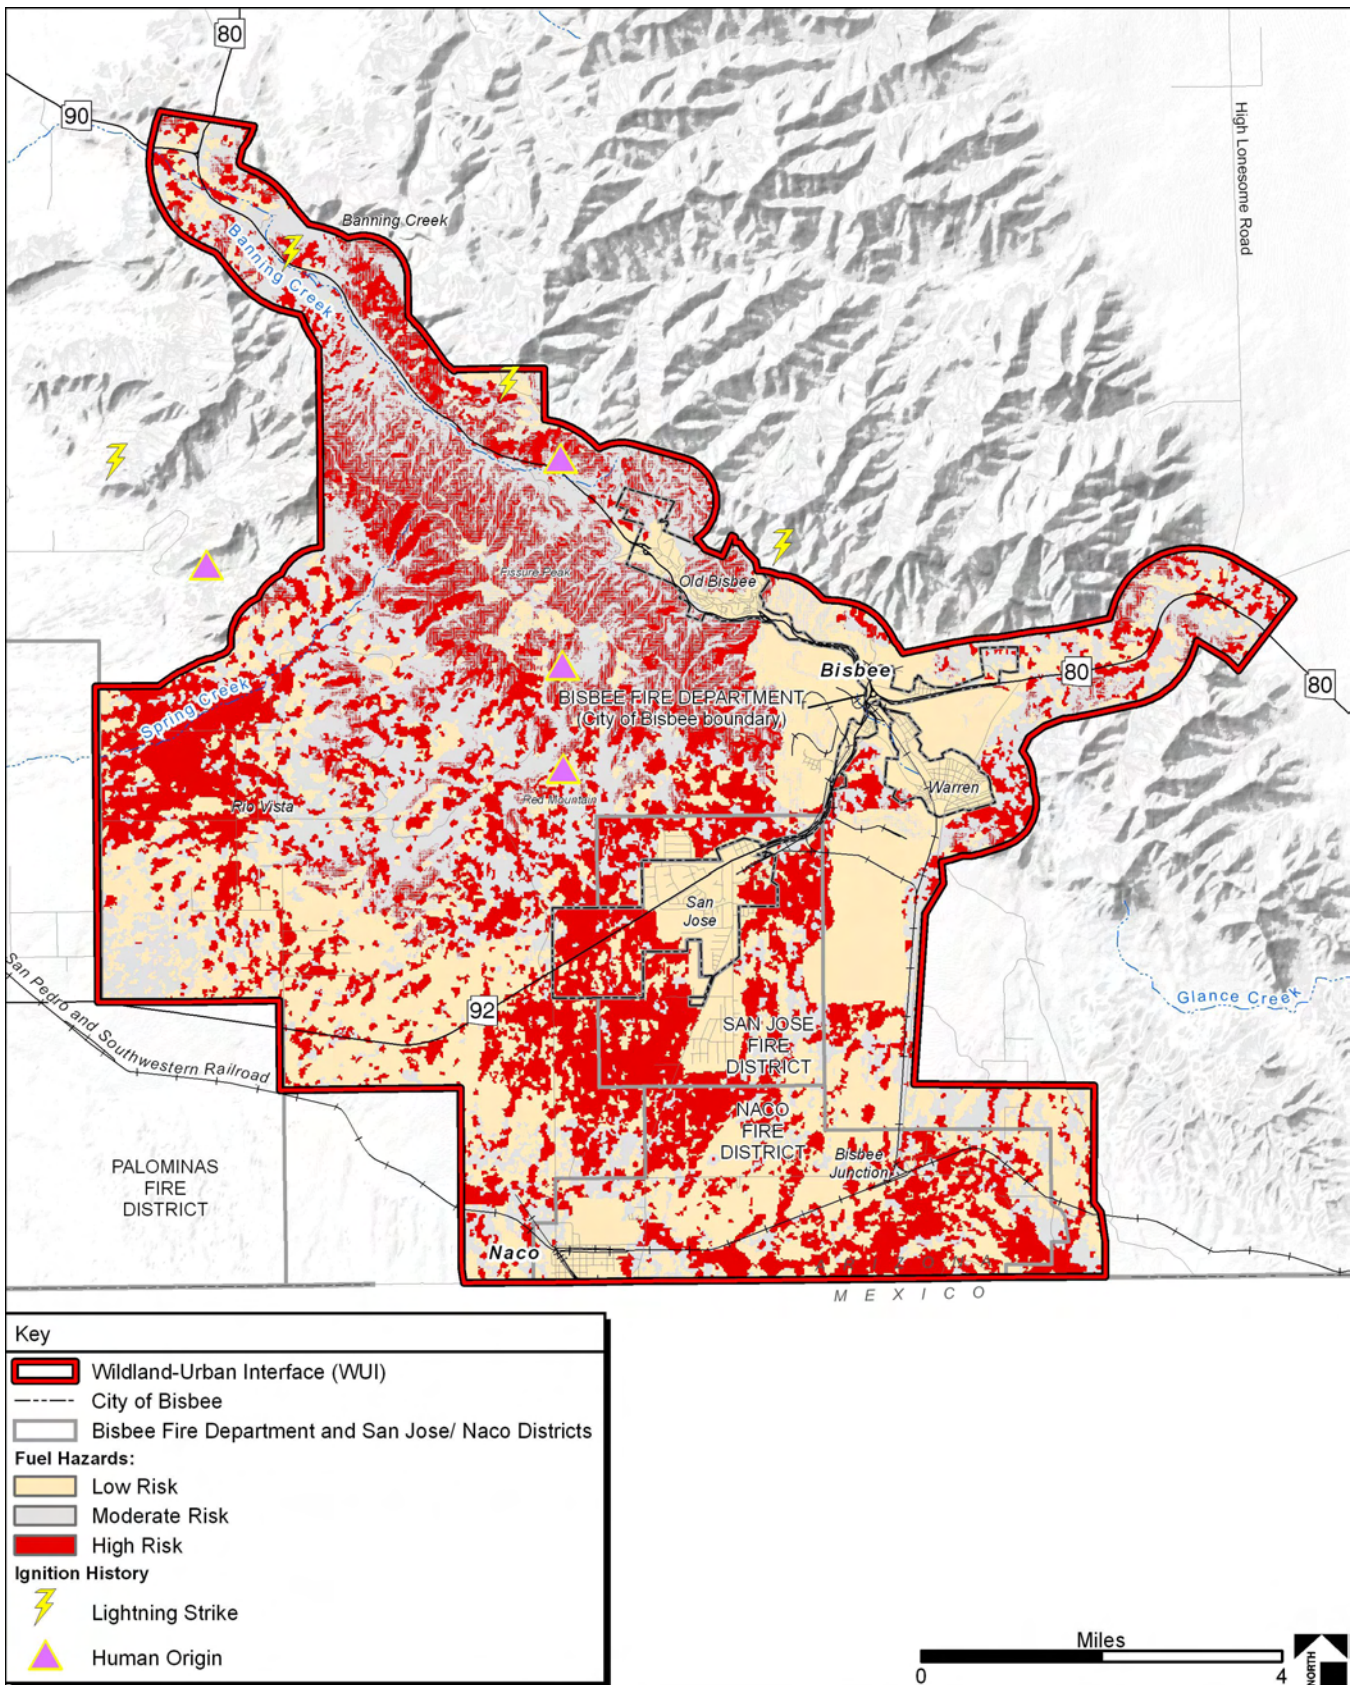 80
90
High Lonesome Road
Banning Creek
Banning Creek
Fissure Peak
Old Bisbee
Bisbee
80
80
Spring Creek
BISBEE FIRE DEPARTMENT
(City of Bisbee boundary)
Rio Vista
Red Mountain
Warren
San
Jose
San Pedro and Southwestern Railroad
92
Glance Creek
SAN JOSE
FIRE
DISTRICT
NACO
FIRE
DISTRICT
Bisbee
Junction
PALOMINAS
FIRE
DISTRICT
Naco
ARIZONA
MEXICO
Key
Wildland-Urban Interface (WUI)
City of Bisbee
Bisbee Fire Department and San Jose/ Naco Districts
Fuel Hazards:
Low Risk
Moderate Risk
High Risk
Ignition History
Lightning Strike
Human Origin
Miles
0 4
NORTH